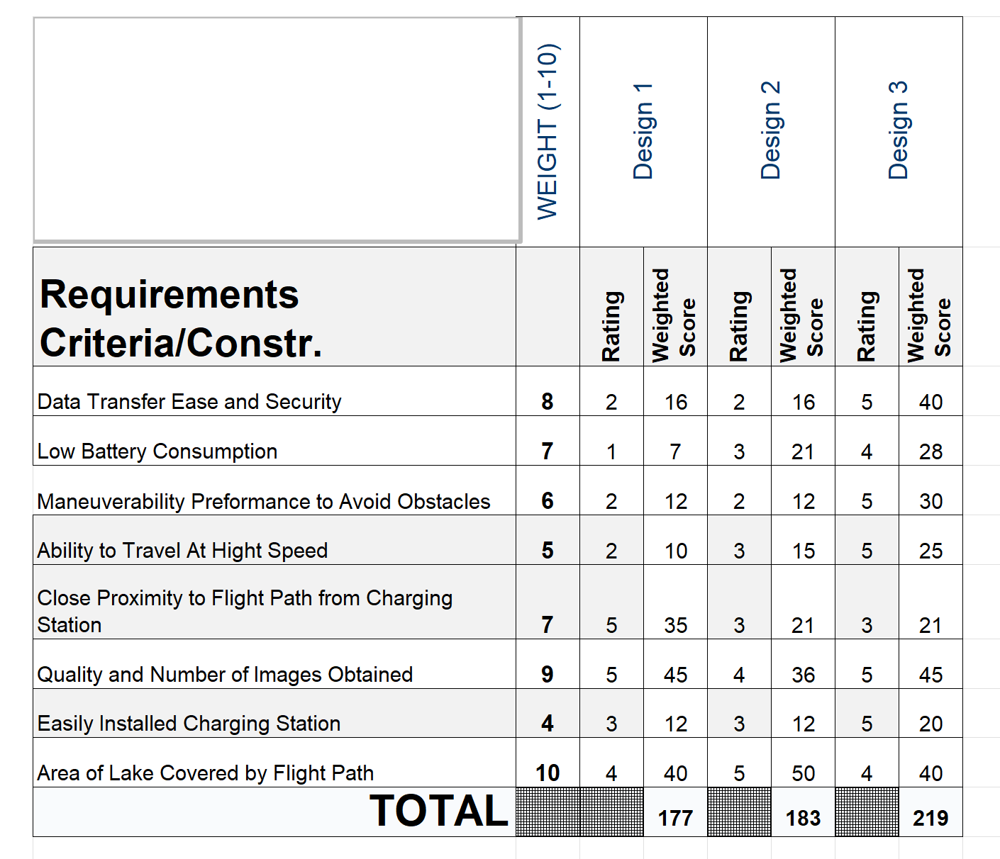 WEIGHT (1-10) Design 1 Design 2 Design 3
Requirements
Criteria/Constr.
Rating Weighted Score Rating Weighted Score Rating Weighted Score
Data Transfer Ease and Security 8 2 16 2 16 5 40
Low Battery Consumption 7 1 7 3 21 4 28
Maneuverability Preformance to Avoid Obstacles 6 2 12 2 12 5 30
Ability to Travel At Hight Speed 5 2 10 3 15 5 25
Close Proximity to Flight Path from Charging
Station 7 5 35 3 21 3 21
Quality and Number of Images Obtained 9 5 45 4 36 5 45
Easily Installed Charging Station 4 3 12 3 12 5 20
Area of Lake Covered by Flight Path 10 4 40 5 50 4 40
TOTAL 177 183 219